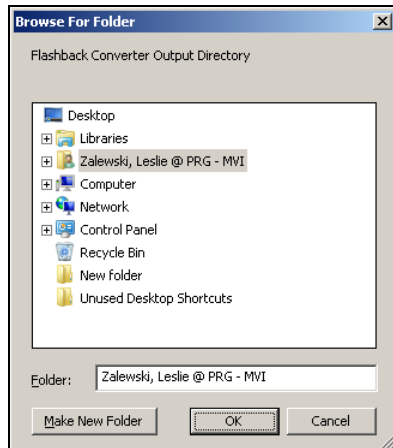 Browse For Folder
Flashback Converter Output Directory
Desktop
Libraries
Zalewski, Leslie @ PRG - MVI
Computer
Network
Control Panel
Recycle Bin
New folder
Unused Desktop Shortcuts
Folder: Zalewski, Leslie @ PRG - MVI
Make New Folder OK Cancel